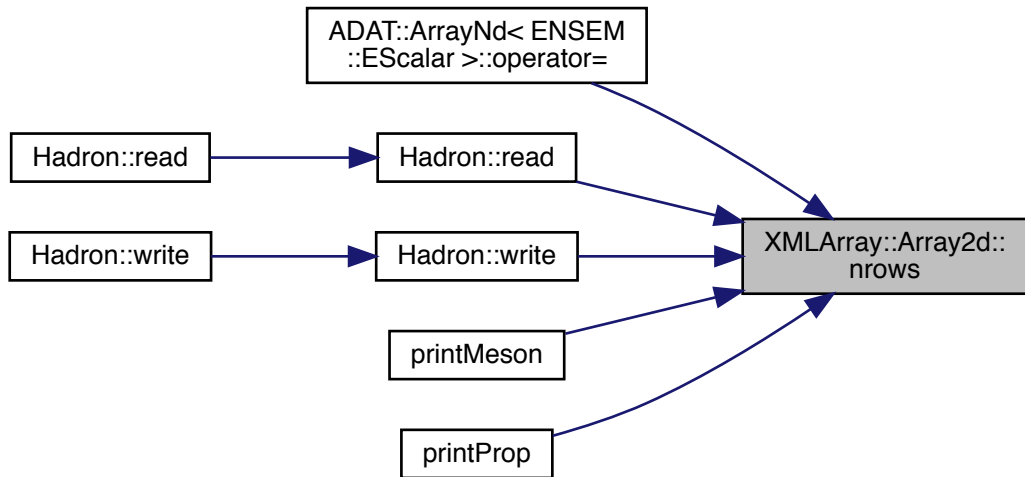 ADAT::ArrayNd< ENSEM
::EScalar >::operator=
Hadron::read
Hadron::read
XMLArray::Array2d::
nrows
Hadron::write
Hadron::write
printMeson
printProp